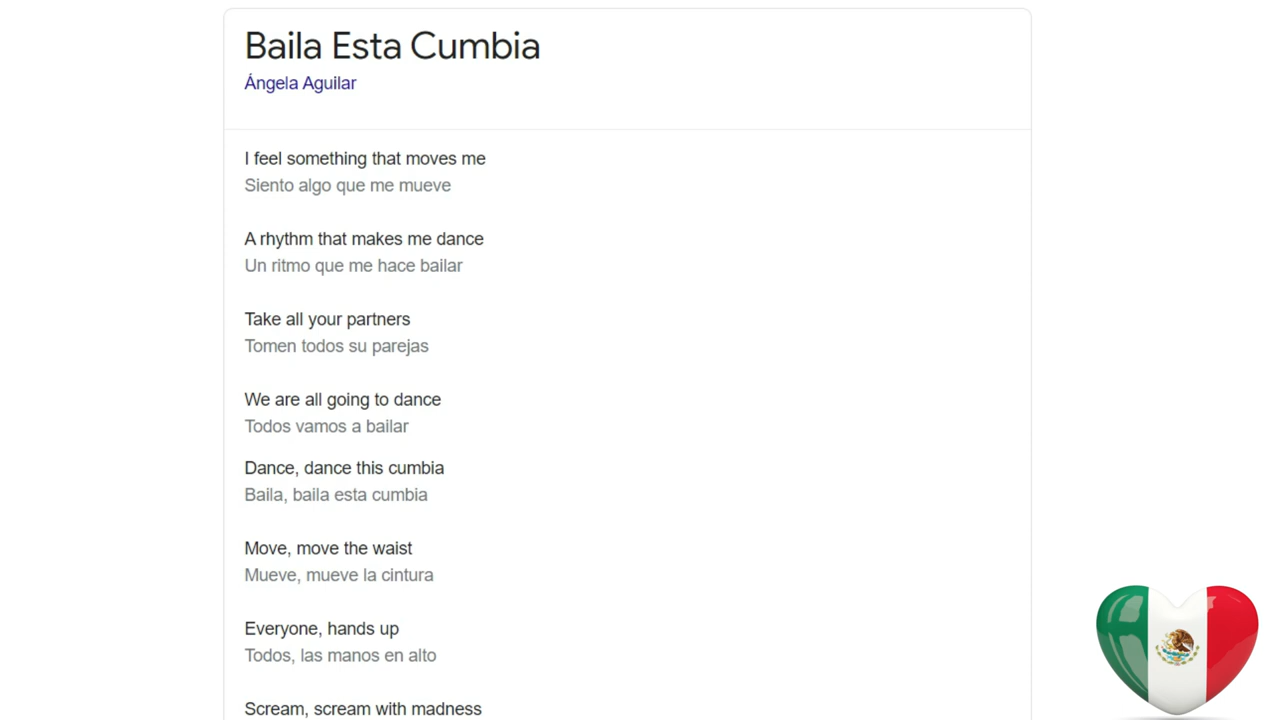 Baila Esta Cumbia
Ángela Aguilar
I feel something that moves me
Siento algo que me mueve
A rhythm that makes me dance
Un ritmo que me hace bailar
Take all your partners
Tomen todos su parejas
We are all going to dance
Todos vamos a bailar
Dance, dance this cumbia
Baila, baila esta cumbia
Move, move the waist
Mueve, mueve la cintura
Everyone, hands up
Todos, las manos en alto
Scream, scream with madness